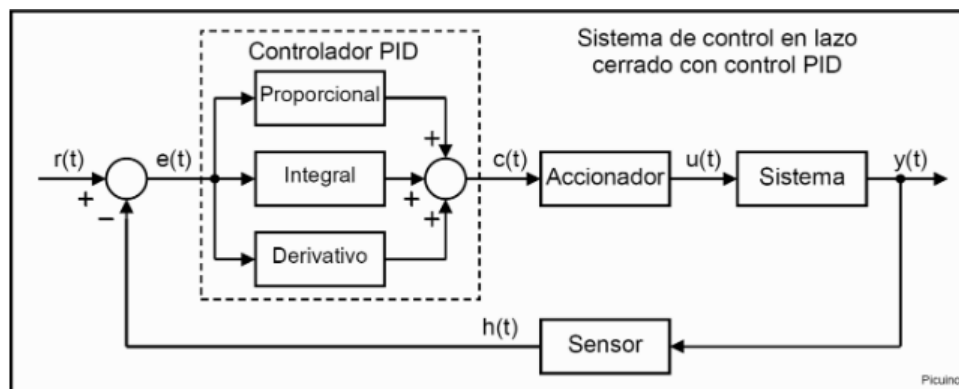 Controlador PID
Sistema de control en lazo
cerrado con control PID
Proporcional
+
r(t)
e(t)
Integral
c(t)
Accionador
u(t)
Sistema
y(t)
+
−
+
+
Derivativo
h(t)
Sensor
Picuino